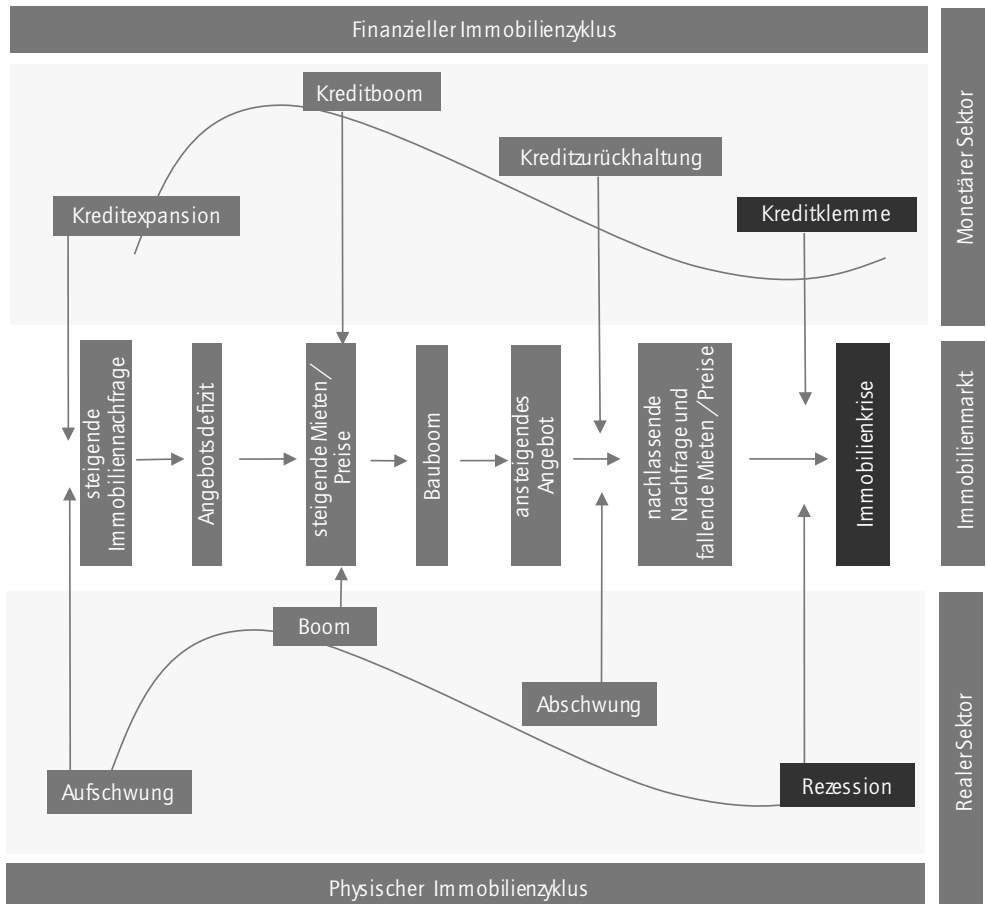 Finanzieller Immobilienzyklus
Monetärer Sektor
Kreditboom
Kreditzurückhaltung
Kreditexpansion
Kreditklemme
steigende
Immobiliennachfrage
Angebotsdefizit
steigende Mieten/
Preise
Bauboom
ansteigendes
Angebot
nachlassende
Nachfrage und
fallende Mieten/Preise
Immobilienkrise
Immobilienmarkt
Boom
Abschwung
Aufschwung
Rezession
Realer Sektor
Physischer Immobilienzyklus